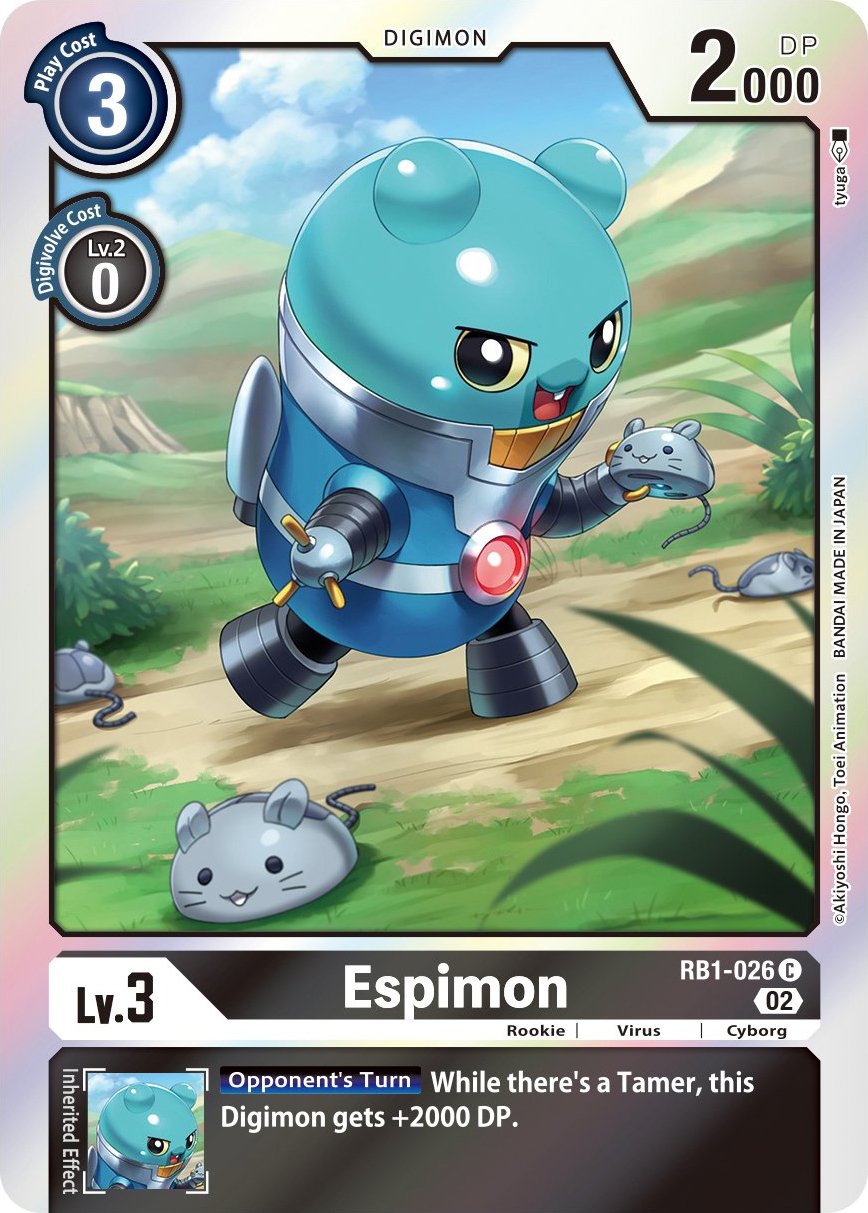 DIGIMON
Play Cost
3
DP
2000
Digivolve Cost
Lv.2
0
tyuga
©Akiyoshi Hongo, Toei Animation BANDAI MADE IN JAPAN
Lv.3
Espimon
RB1-026 C
02
Rookie | Virus | Cyborg
Inherited Effect
Opponent's Turn While there's a Tamer, this
Digimon gets +2000 DP.